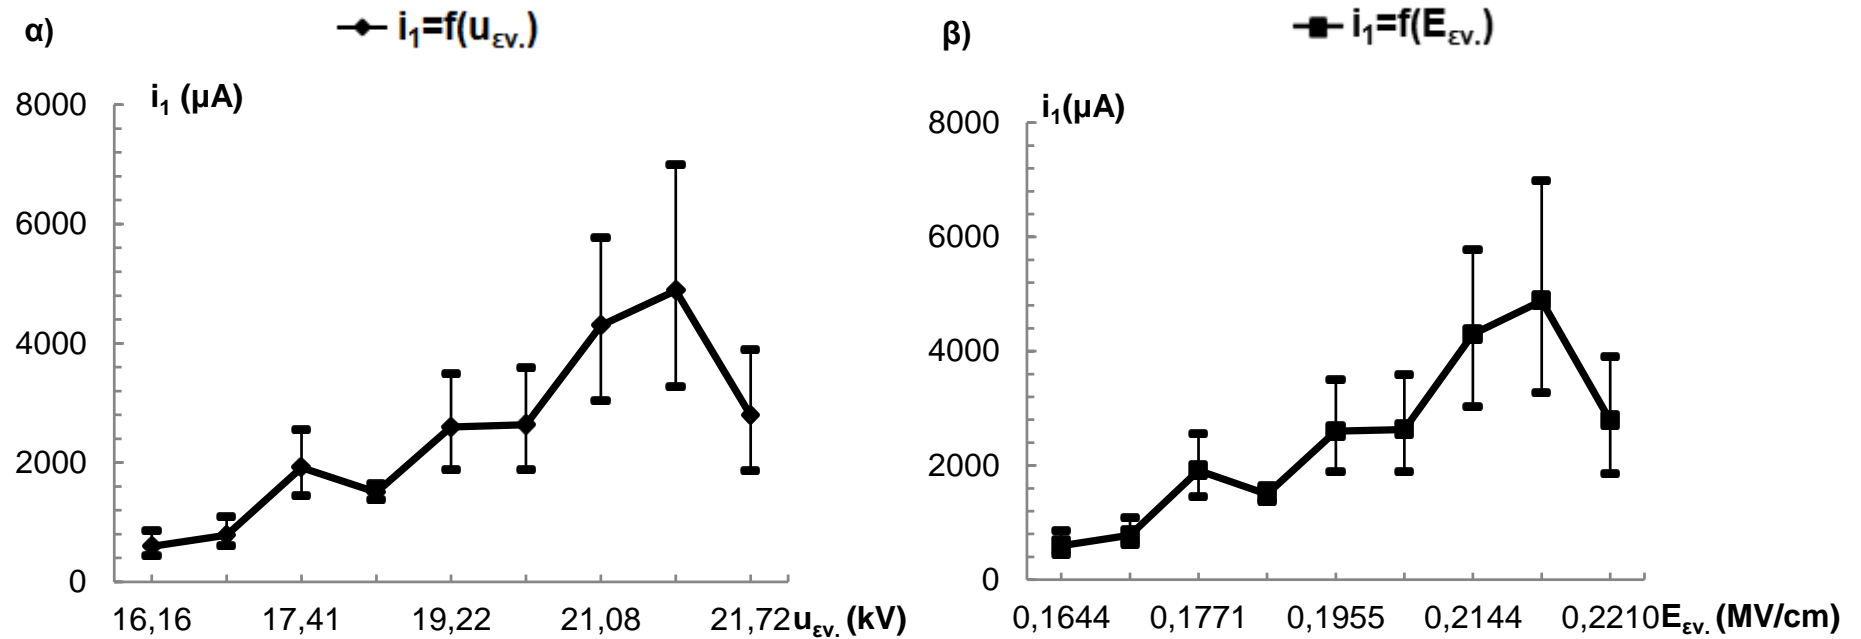 α)
i₁=f(uεν.)
i₁ (μA)
8000
6000
4000
2000
0
16,16 17,41 19,22 21,08 21,72 uεν. (kV)
β)
i₁=f(Eεν.)
i₁(μA)
8000
6000
4000
2000
0
0,1644 0,1771 0,1955 0,2144 0,2210 Eεν. (MV/cm)